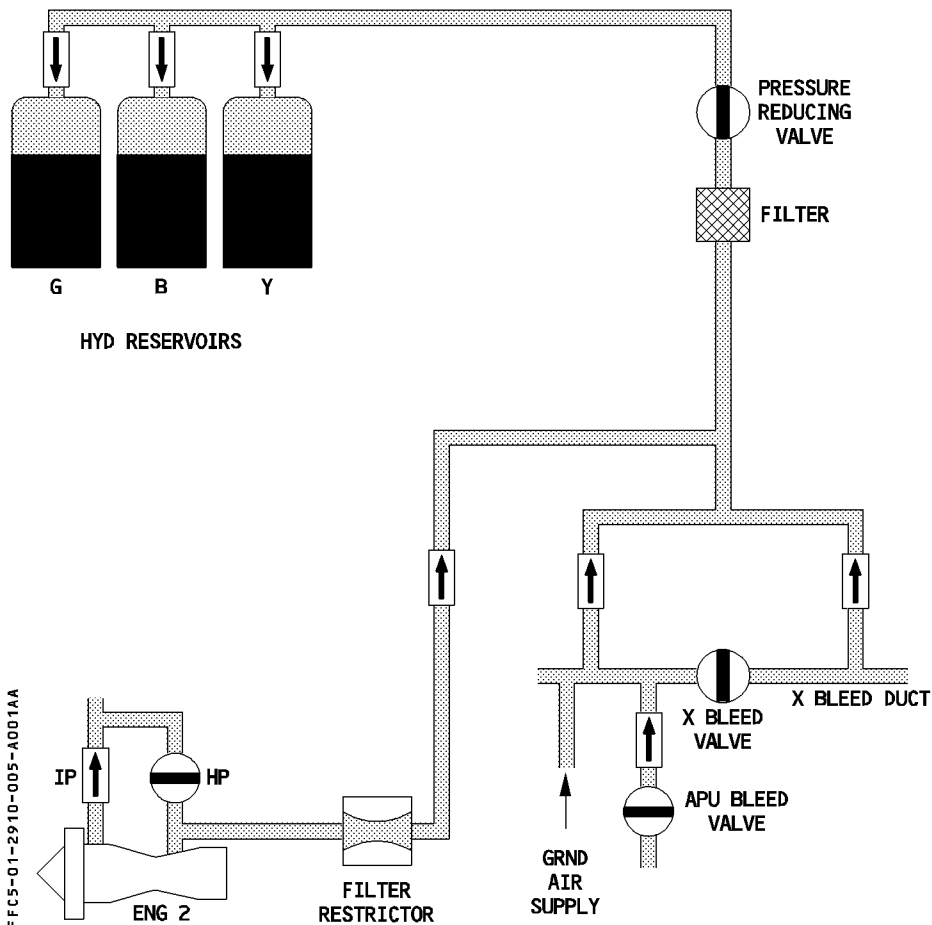 PRESSURE
REDUCING
VALVE
FILTER
G
B
Y
HYD RESERVOIRS
X BLEED DUCT
X BLEED
VALVE
IP
HP
APU BLEED
VALVE
GRND
AIR
SUPPLY
FILTER
RESTRICTOR
ENG 2
FFC5-01-2910-005-A001AA